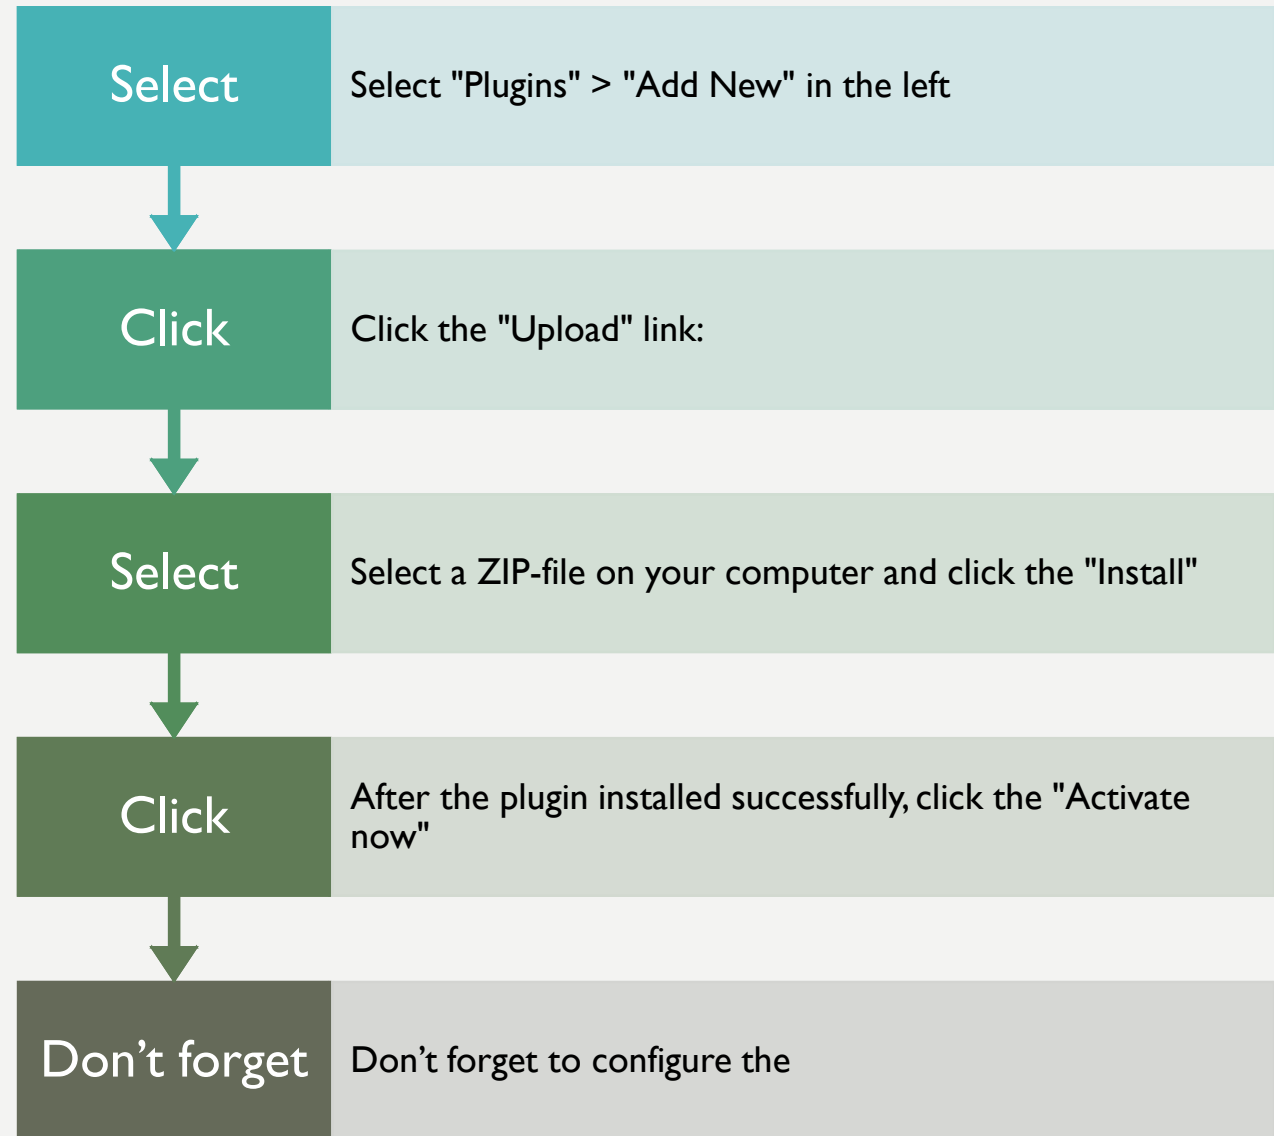 Select
Select "Plugins" > "Add New" in the left
Click
Click the "Upload" link:
Select
Select a ZIP-file on your computer and click the "Install"
Click
After the plugin installed successfully, click the "Activate
now"
Don’t forget
Don’t forget to configure the